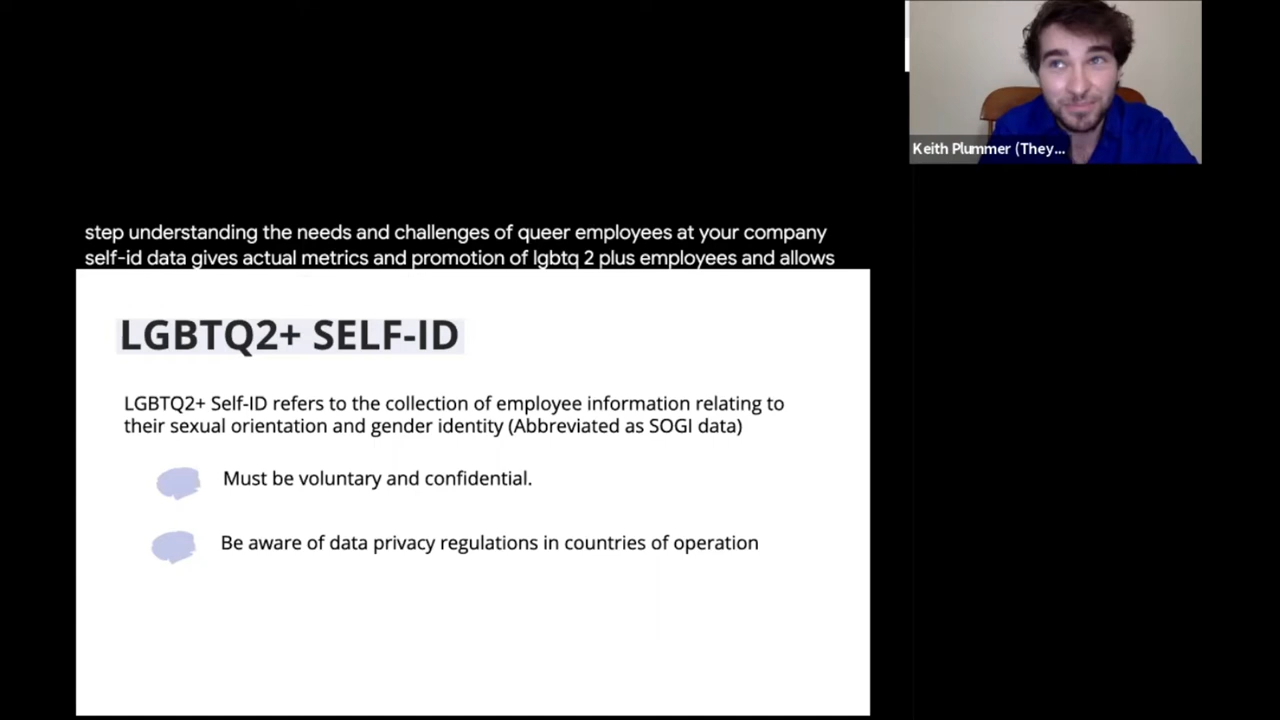 Keith Plummer (They...
step understanding the needs and challenges of queer employees at your company
self-id data gives actual metrics and promotion of lgbtq 2 plus employees and allows
LGBTQ2+ SELF-ID
LGBTQ2+ Self-ID refers to the collection of employee information relating to
their sexual orientation and gender identity (Abbreviated as SOGI data)
Must be voluntary and confidential.
Be aware of data privacy regulations in countries of operation